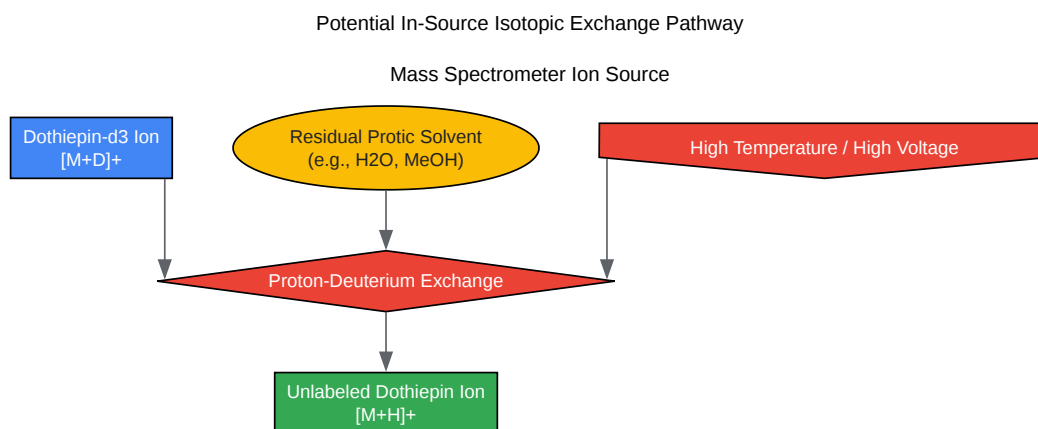 Potential In-Source Isotopic Exchange Pathway
Mass Spectrometer Ion Source
Dothiepin-d3 Ion
[M+D]+
Residual Protic Solvent
(e.g., H2O, MeOH)
High Temperature / High Voltage
Proton-Deuterium Exchange
Unlabeled Dothiepin Ion
[M+H]+